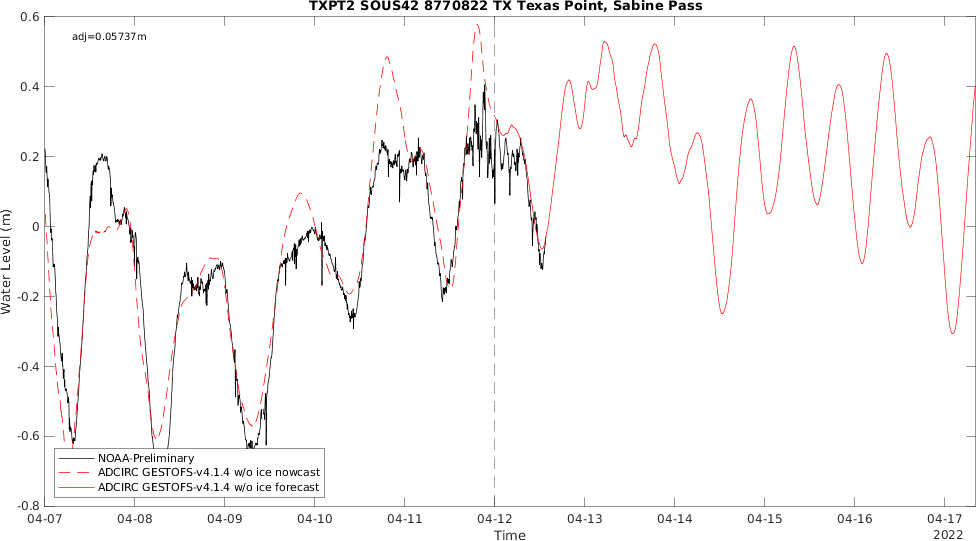 TXPT2 SOUS42 8770822 TX Texas Point, Sabine Pass
adj=0.05737m
0.6
0.4
0.2
0
-0.2
-0.4
-0.6
-0.8
Water Level (m)
NOAA-Preliminary
ADCIRC GESTOFS-v4.1.4 w/o ice nowcast
ADCIRC GESTOFS-v4.1.4 w/o ice forecast
04-07 04-08 04-09 04-10 04-11 04-12 04-13 04-14 04-15 04-16 04-17
Time
2022